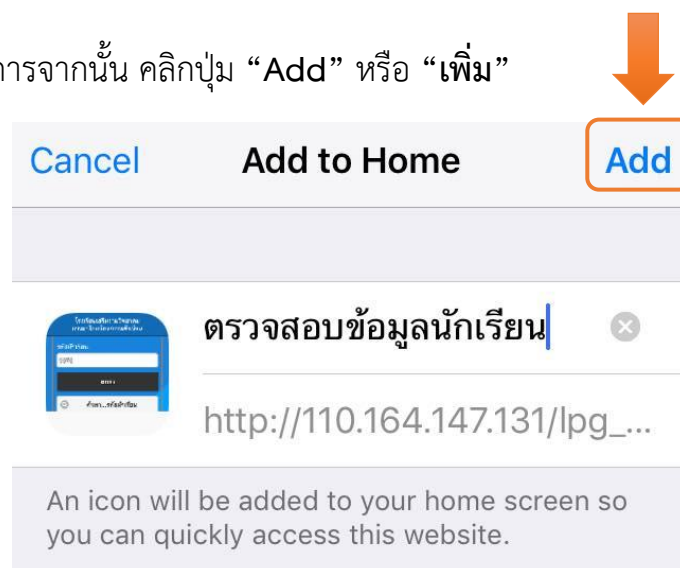 การจากนั้น คลิกปุ่ม “Add” หรือ “เพิ่ม”
Cancel Add to Home Add
ตรวจสอบข้อมูลนักเรียน
http://110.164.147.131/lpg_...
An icon will be added to your home screen so
you can quickly access this website.